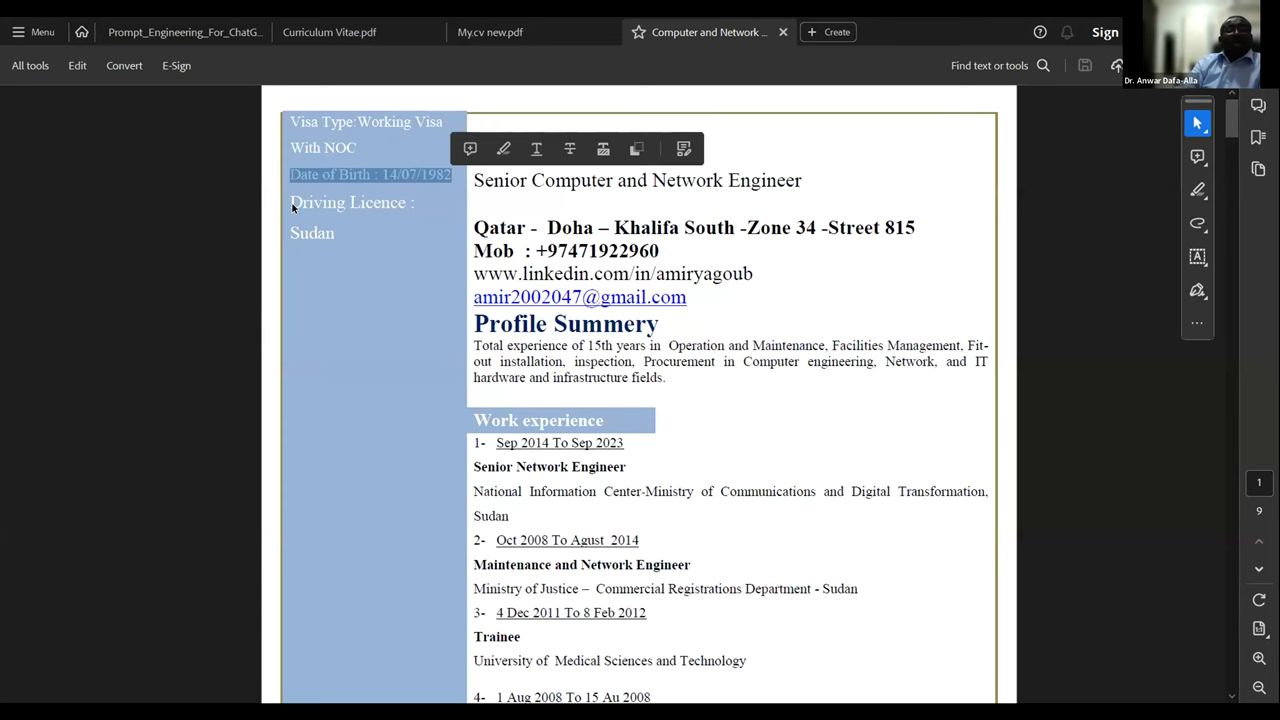 Menu
Prompt_Engineering_For_ChatG...
Curriculum Vitae.pdf
My.cv new.pdf
Computer and Network ...
Create
Sign
All tools
Edit
Convert
E-Sign
Find text or tools
Dr. Anwar Dafa-Alla
Visa Type:Working Visa
With NOC
Date of Birth : 14/07/1982
Driving Licence :
Sudan
Senior Computer and Network Engineer
Qatar - Doha – Khalifa South -Zone 34 -Street 815
Mob : +97471922960
www.linkedin.com/in/amiryagoub
amir2002047@gmail.com
Profile Summery
Total experience of 15th years in Operation and Maintenance, Facilities Management, Fit-
out installation, inspection, Procurement in Computer engineering, Network, and IT
hardware and infrastructure fields.
Work experience
1- Sep 2014 To Sep 2023
Senior Network Engineer
National Information Center-Ministry of Communications and Digital Transformation,
Sudan
2- Oct 2008 To Agust 2014
Maintenance and Network Engineer
Ministry of Justice – Commercial Registrations Department - Sudan
3- 4 Dec 2011 To 8 Feb 2012
Trainee
University of Medical Sciences and Technology
4- 1 Aug 2008 To 15 Au 2008
1
9